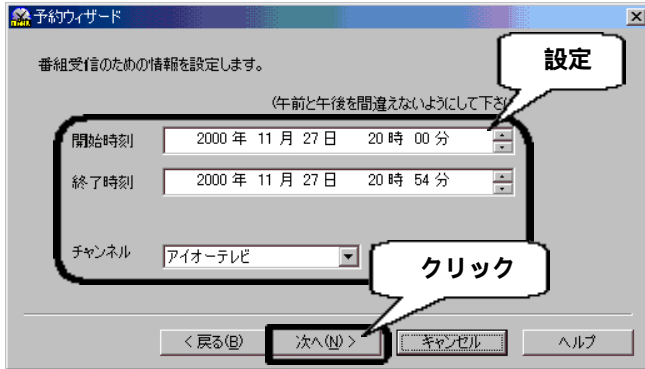 予約ウィザード
設定
番組受信のための情報を設定します。
(午前と午後を間違えないようにして下さ
開始時刻 2000 年 11 月 27 日 20 時 00 分
終了時刻 2000 年 11 月 27 日 20 時 54 分
チャンネル アイオーテレビ
クリック
< 戻る(B) 次へ(N) > キャンセル ヘルプ